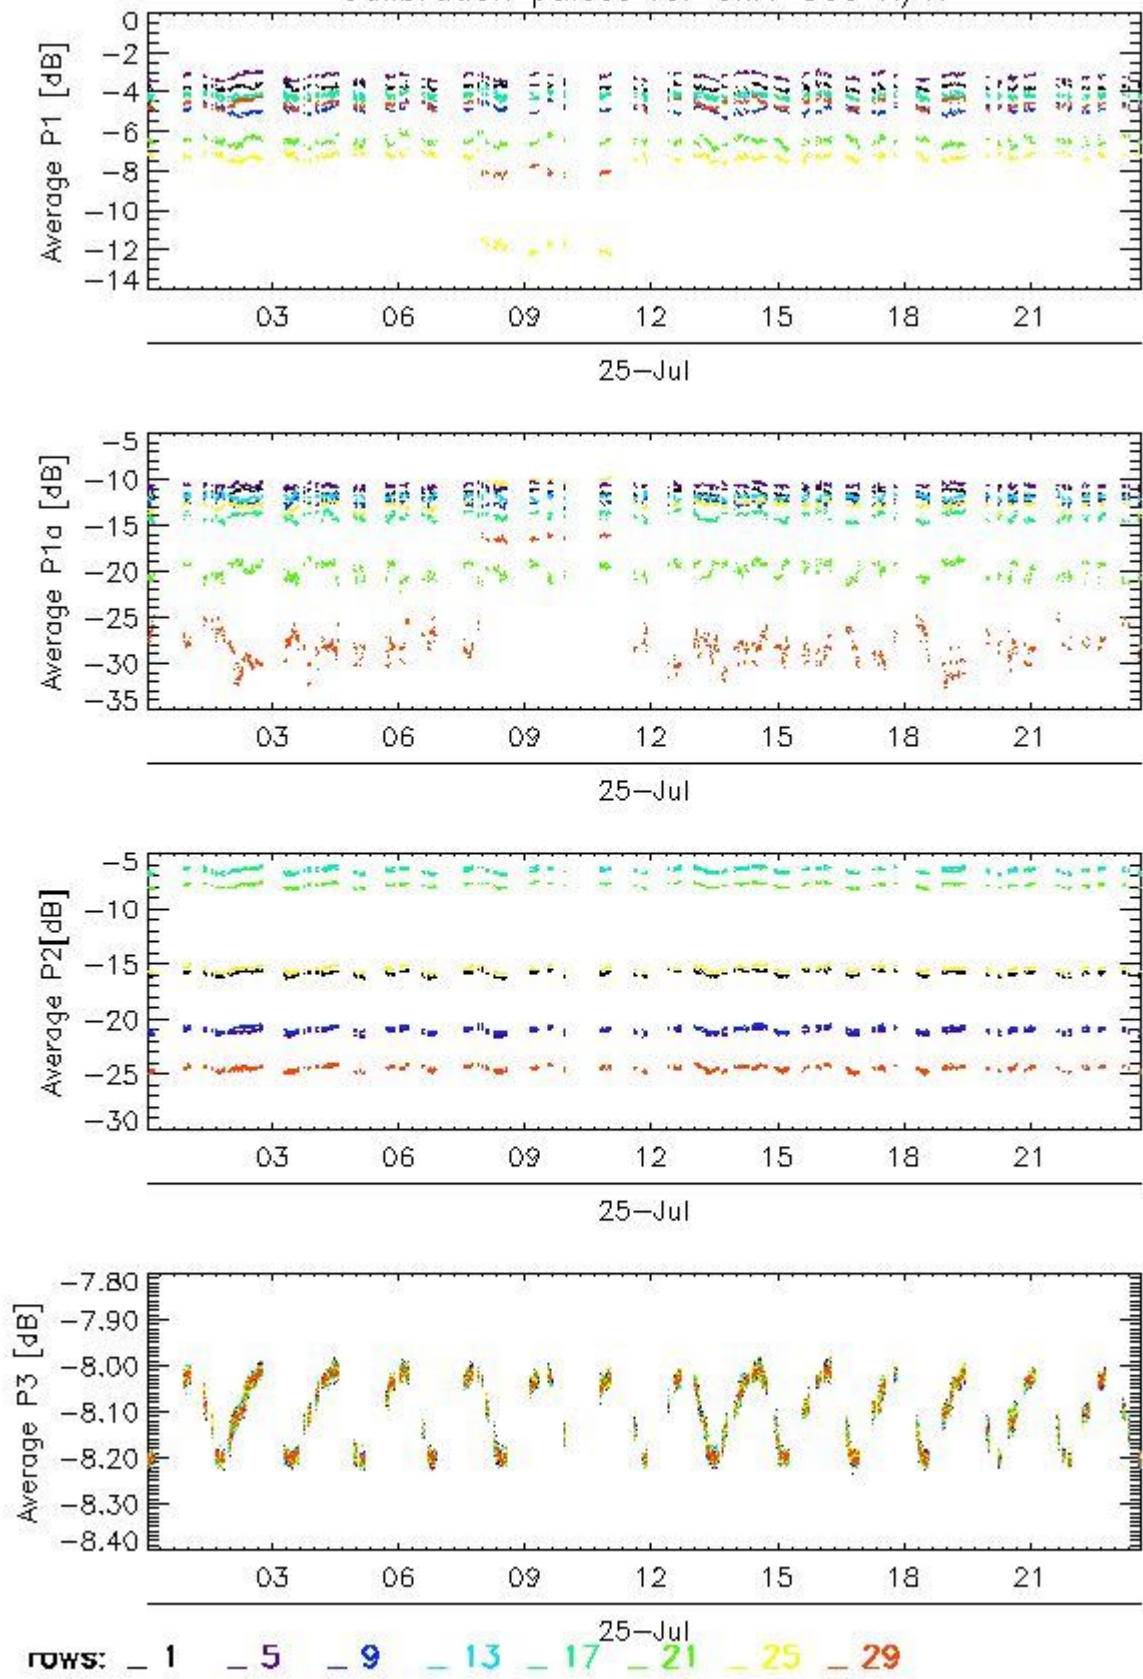 0
-2
-4
-6
-8
-10
-12
-14
Average P1 [dB]
03 06 09 12 15 18 21
25-Jul
-5
-10
-15
-20
-25
-30
-35
Average P1a [dB]
03 06 09 12 15 18 21
25-Jul
-5
-10
-15
-20
-25
-30
Average P2[dB]
03 06 09 12 15 18 21
25-Jul
-7.80
-7.90
-8.00
-8.10
-8.20
-8.30
-8.40
Average P3 [dB]
03 06 09 12 15 18 21
25-Jul
rows: _ 1 _ 5 _ 9 _ 13 _ 17 _ 21 _ 25 _ 29